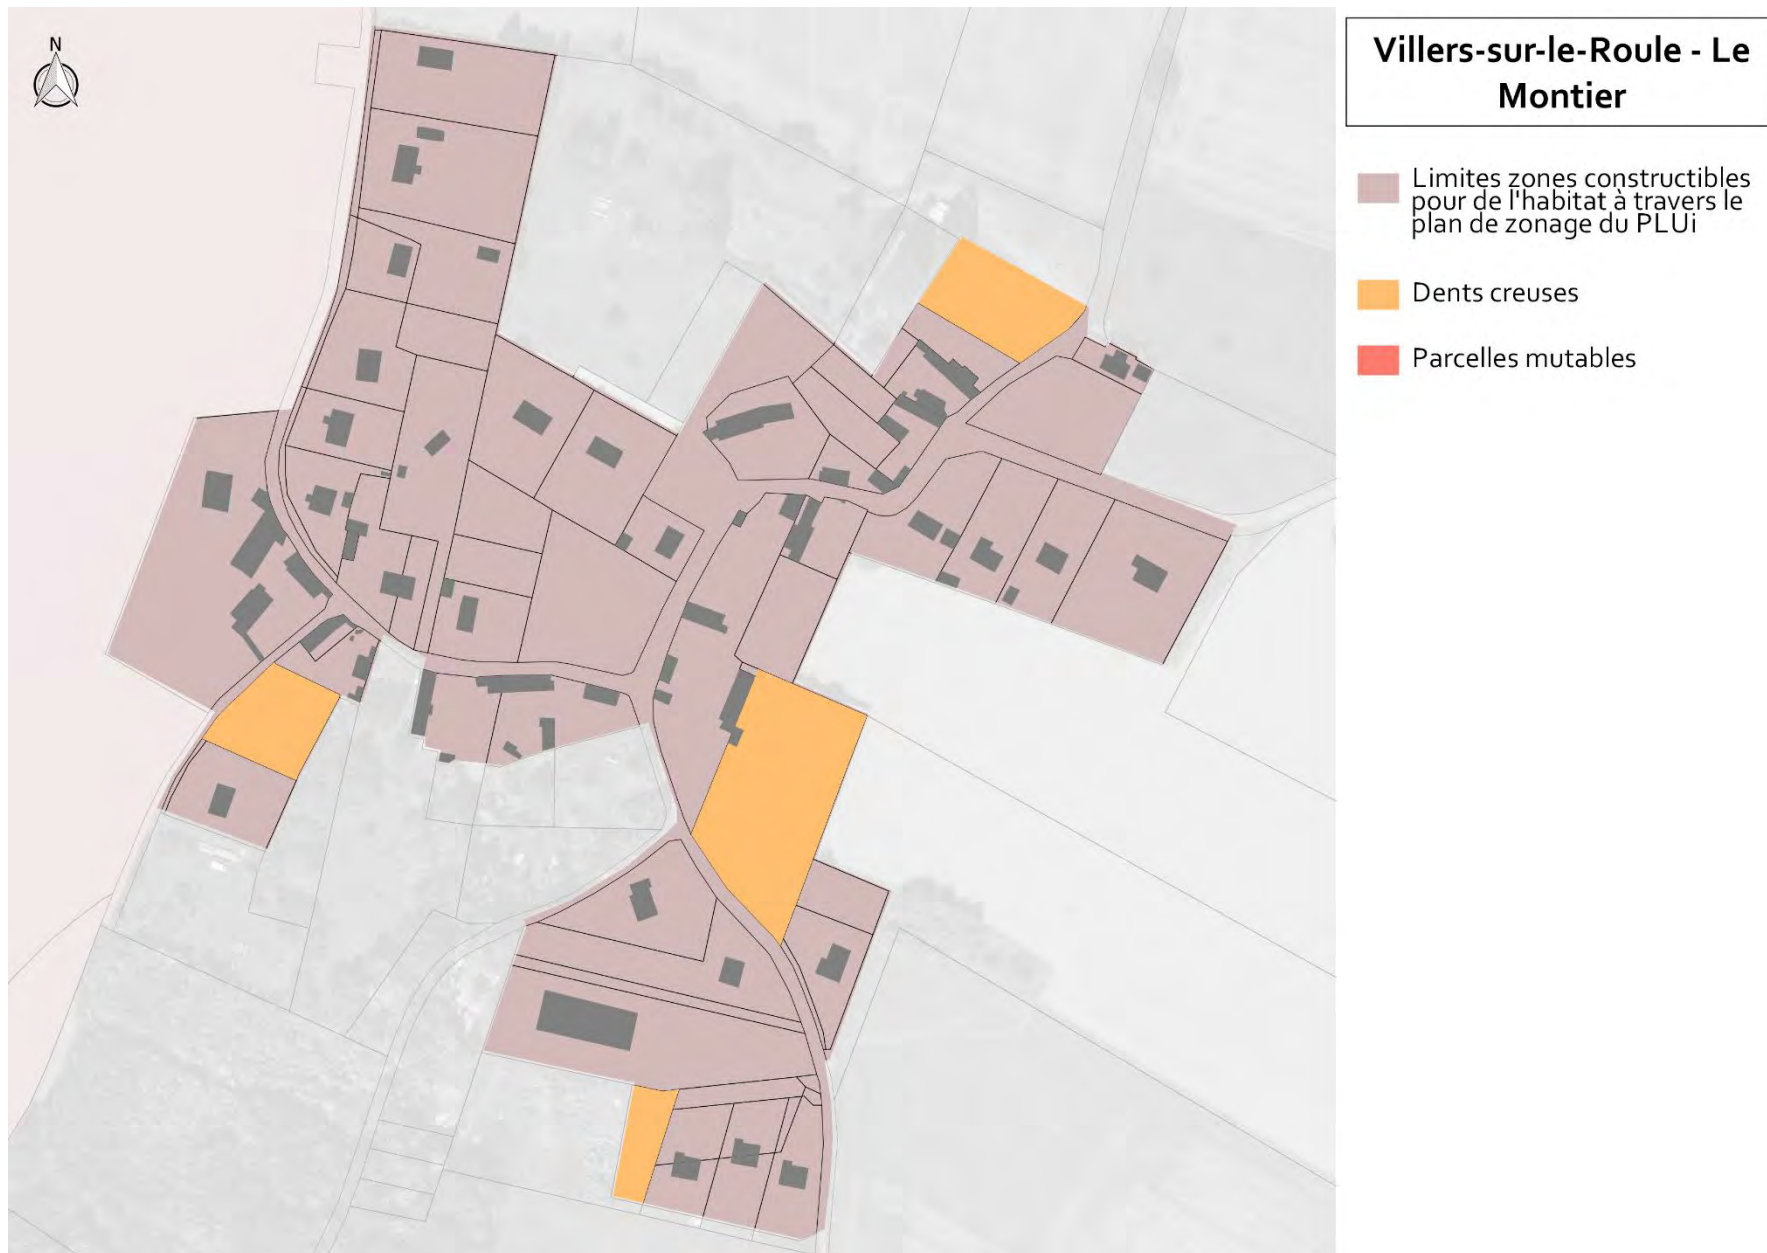 N
Villers-sur-le-Roule - Le
Montier
Limites zones constructibles
pour de l'habitat à travers le
plan de zonage du PLUi
Dents creuses
Parcelles mutables